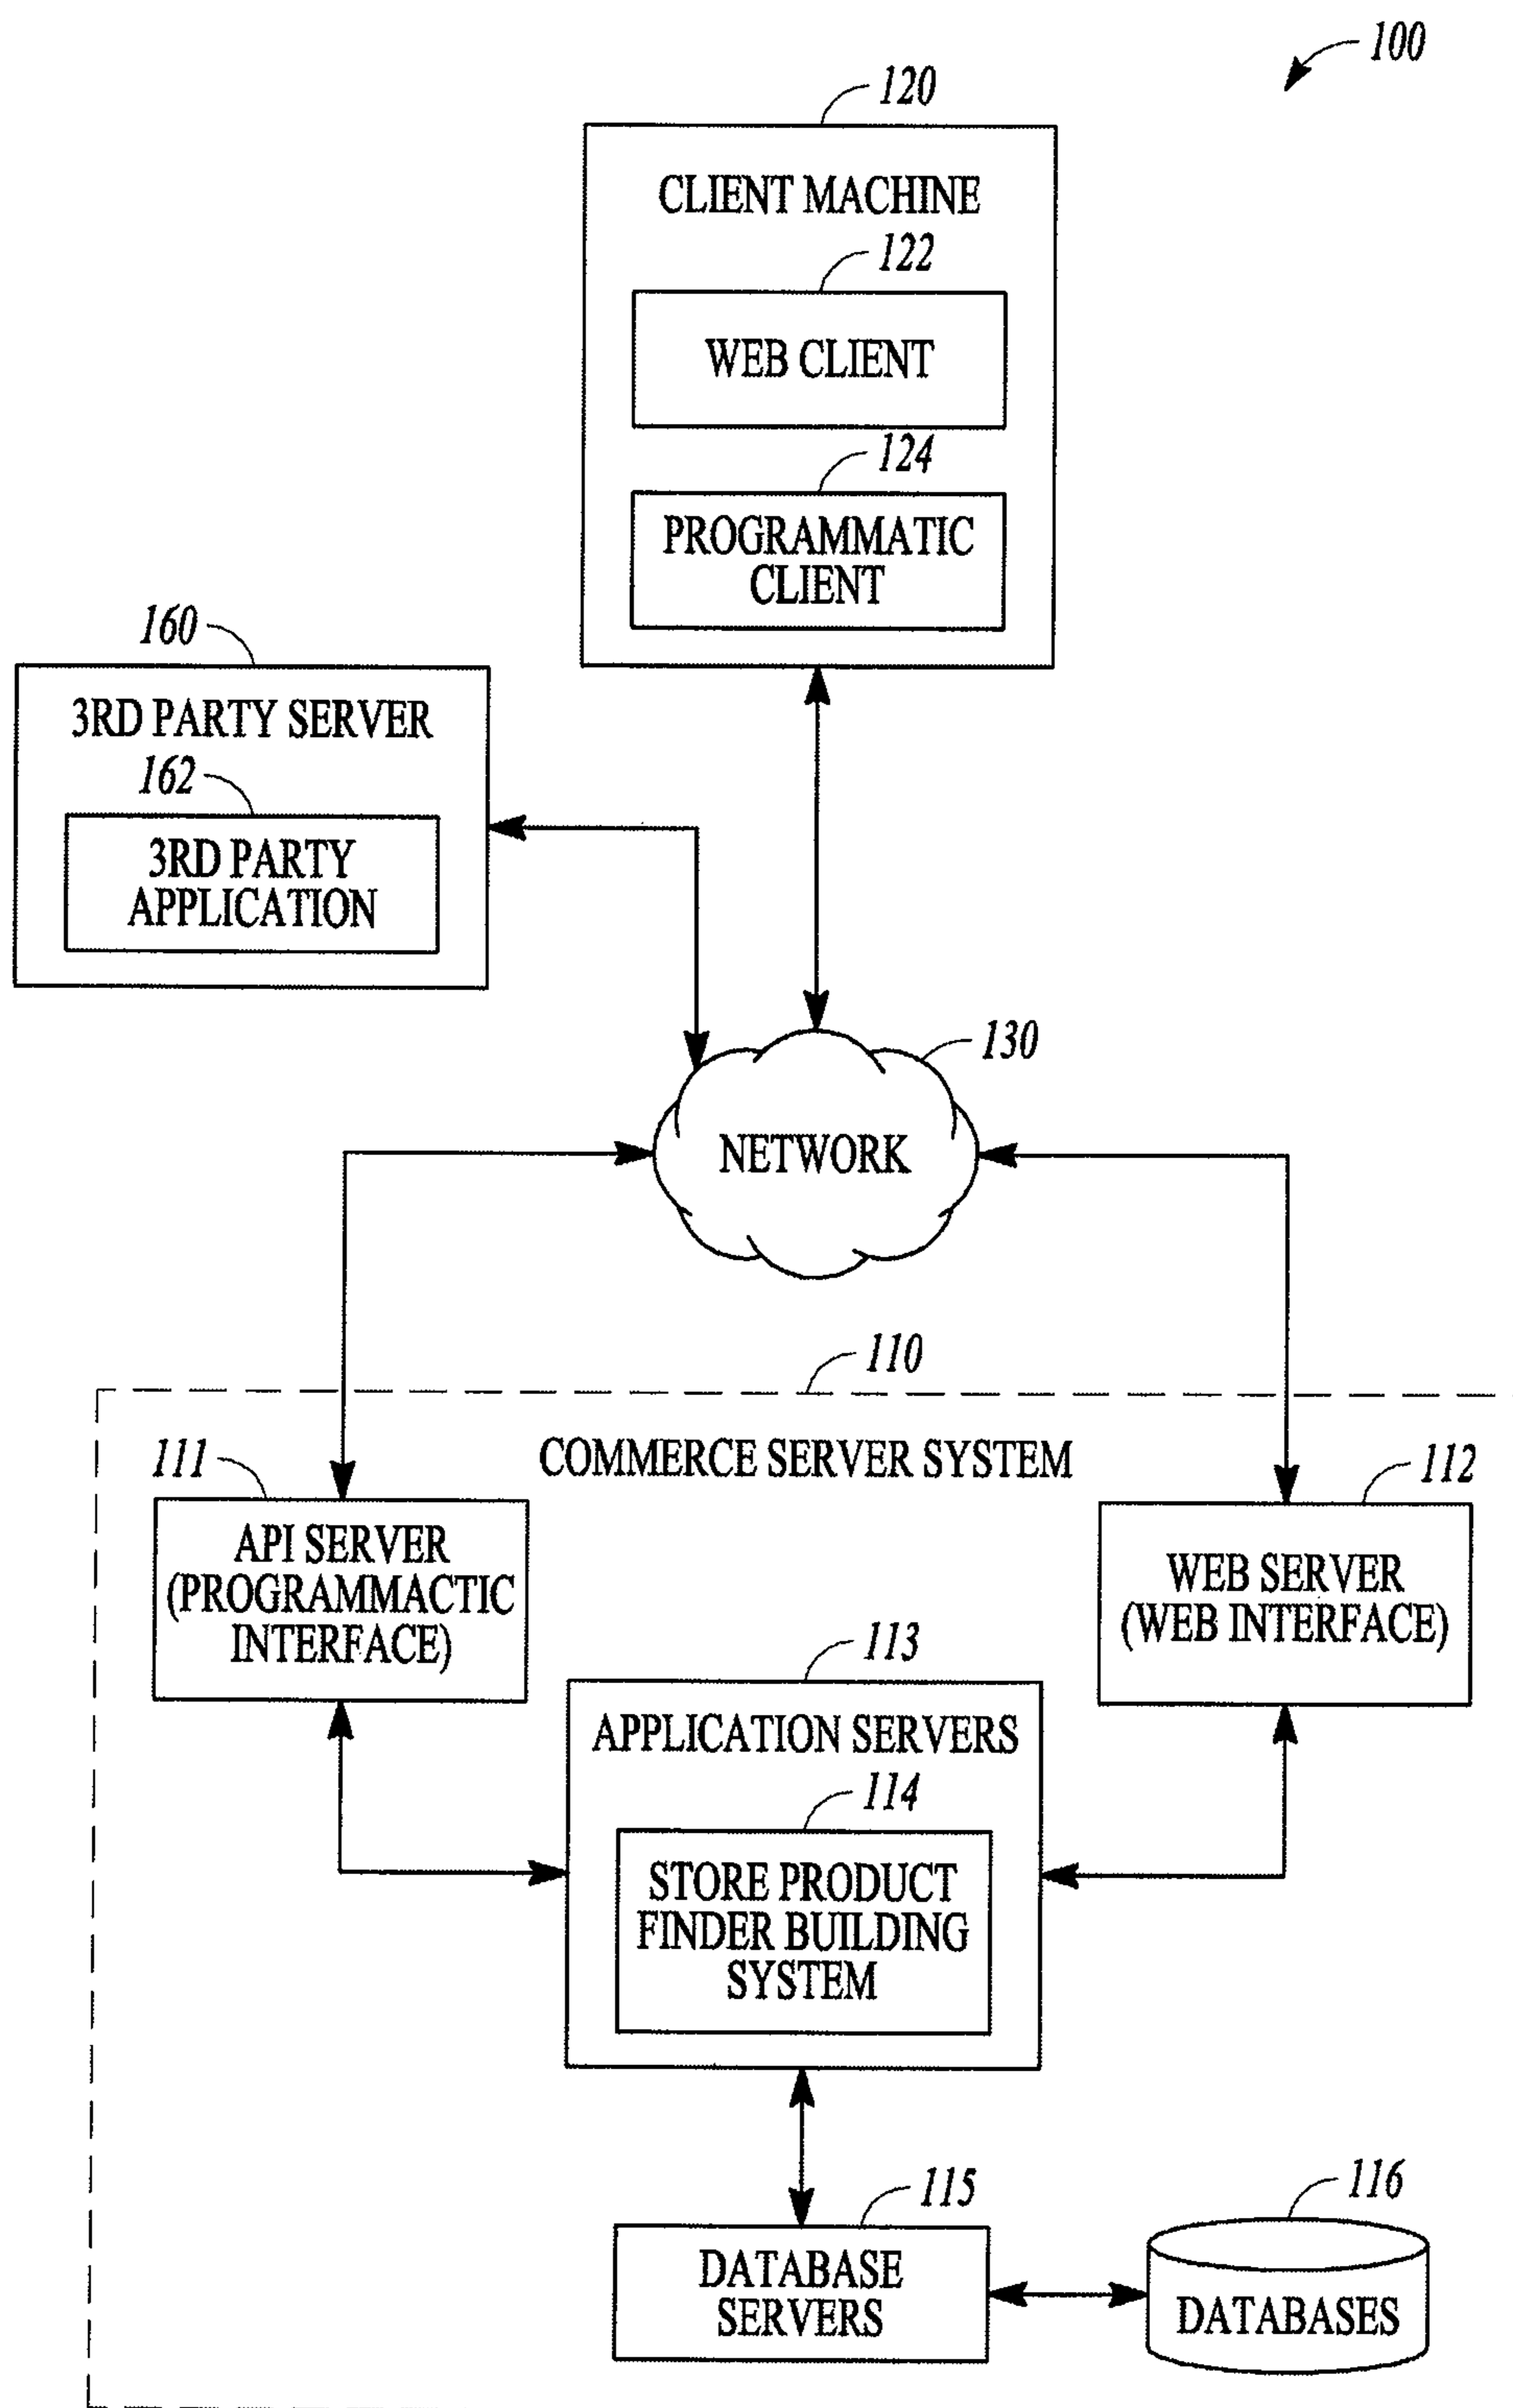 100
120
CLIENT MACHINE
122
WEB CLIENT
124
PROGRAMMATIC
CLIENT
160
3RD PARTY SERVER
162
3RD PARTY
APPLICATION
130
NETWORK
110
COMMERCE SERVER SYSTEM
111
API SERVER
(PROGRAMMACTIC
INTERFACE)
112
WEB SERVER
(WEB INTERFACE)
113
APPLICATION SERVERS
114
STORE PRODUCT
FINDER BUILDING
SYSTEM
115
DATABASE
SERVERS
116
DATABASES